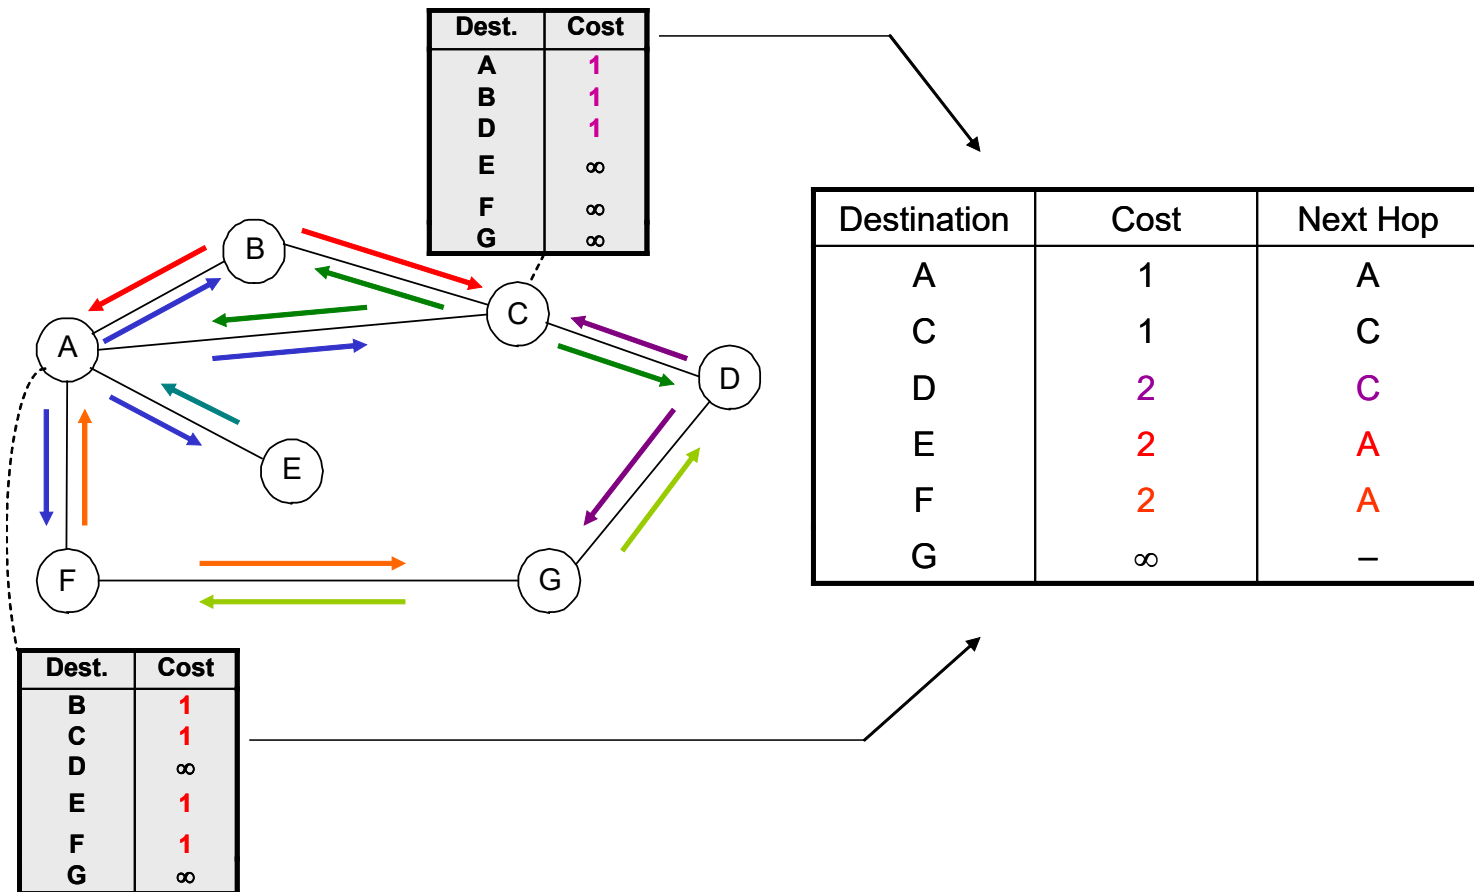 Dest. Cost
A 1
B 1
D 1
E ∞
F ∞
G ∞
Destination Cost Next Hop
A 1 A
C 1 C
D 2 C
E 2 A
F 2 A
G ∞ –
B
C
A
D
E
F
G
Dest. Cost
B 1
C 1
D ∞
E 1
F 1
G ∞